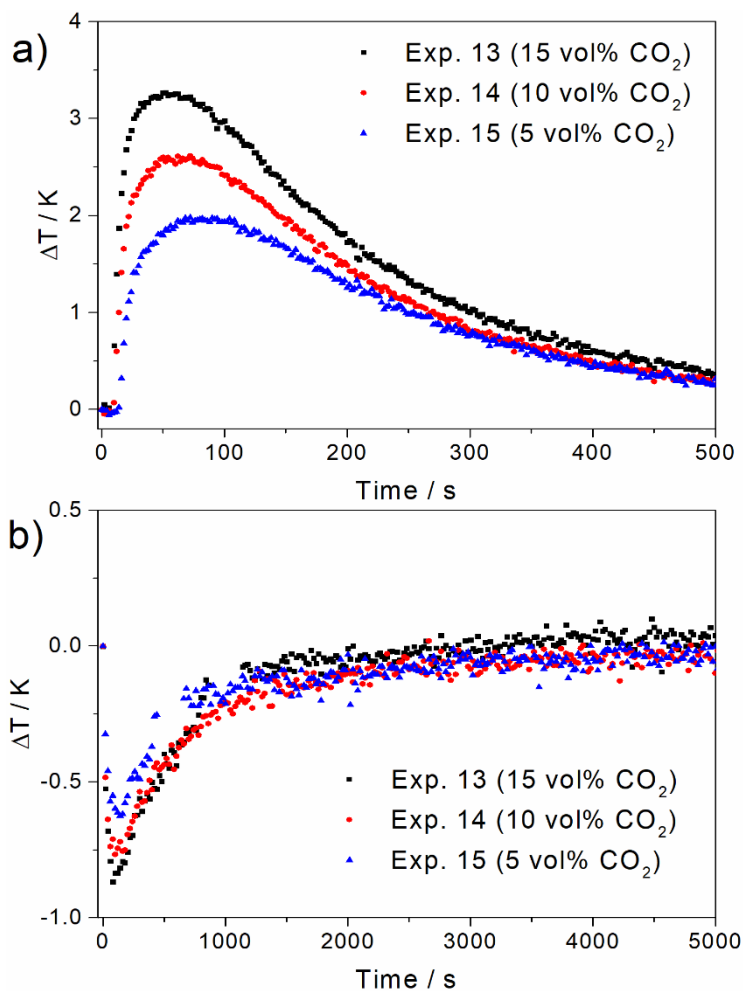 a)
4
3
2
1
0
ΔT / K
Exp. 13 (15 vol% CO₂)
Exp. 14 (10 vol% CO₂)
Exp. 15 (5 vol% CO₂)
0 100 200 300 400 500
Time / s
b)
0.5
0.0
-0.5
-1.0
ΔT / K
Exp. 13 (15 vol% CO₂)
Exp. 14 (10 vol% CO₂)
Exp. 15 (5 vol% CO₂)
0 1000 2000 3000 4000 5000
Time / s